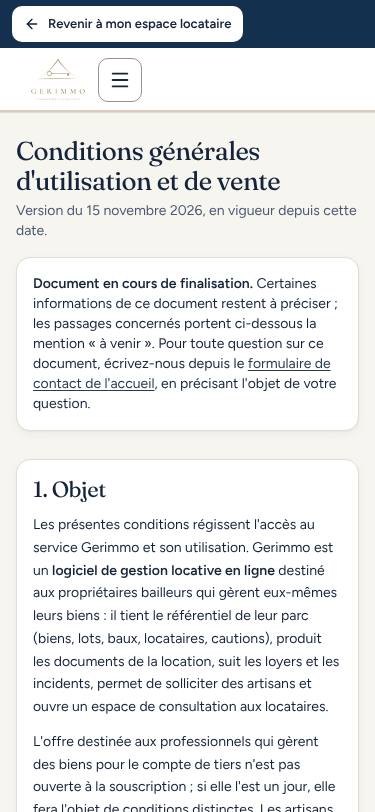 Revenir à mon espace locataire
GERIMMO
Conditions générales
d'utilisation et de vente
Version du 15 novembre 2026, en vigueur depuis cette
date.
Document en cours de finalisation. Certaines
informations de ce document restent à préciser ;
les passages concernés portent ci-dessous la
mention « à venir ». Pour toute question sur ce
document, écrivez-nous depuis le formulaire de
contact de l'accueil, en précisant l'objet de votre
question.
1. Objet
Les présentes conditions régissent l'accès au
service Gerimmo et son utilisation. Gerimmo est
un logiciel de gestion locative en ligne destiné
aux propriétaires bailleurs qui gèrent eux-mêmes
leurs biens : il tient le référentiel de leur parc
(biens, lots, baux, locataires, cautions), produit
les documents de la location, suit les loyers et les
incidents, permet de solliciter des artisans et
ouvre un espace de consultation aux locataires.
L'offre destinée aux professionnels qui gèrent
des biens pour le compte de tiers n'est pas
ouverte à la souscription ; si elle l'est un jour, elle
fera l'objet de conditions distinctes. Les artisans